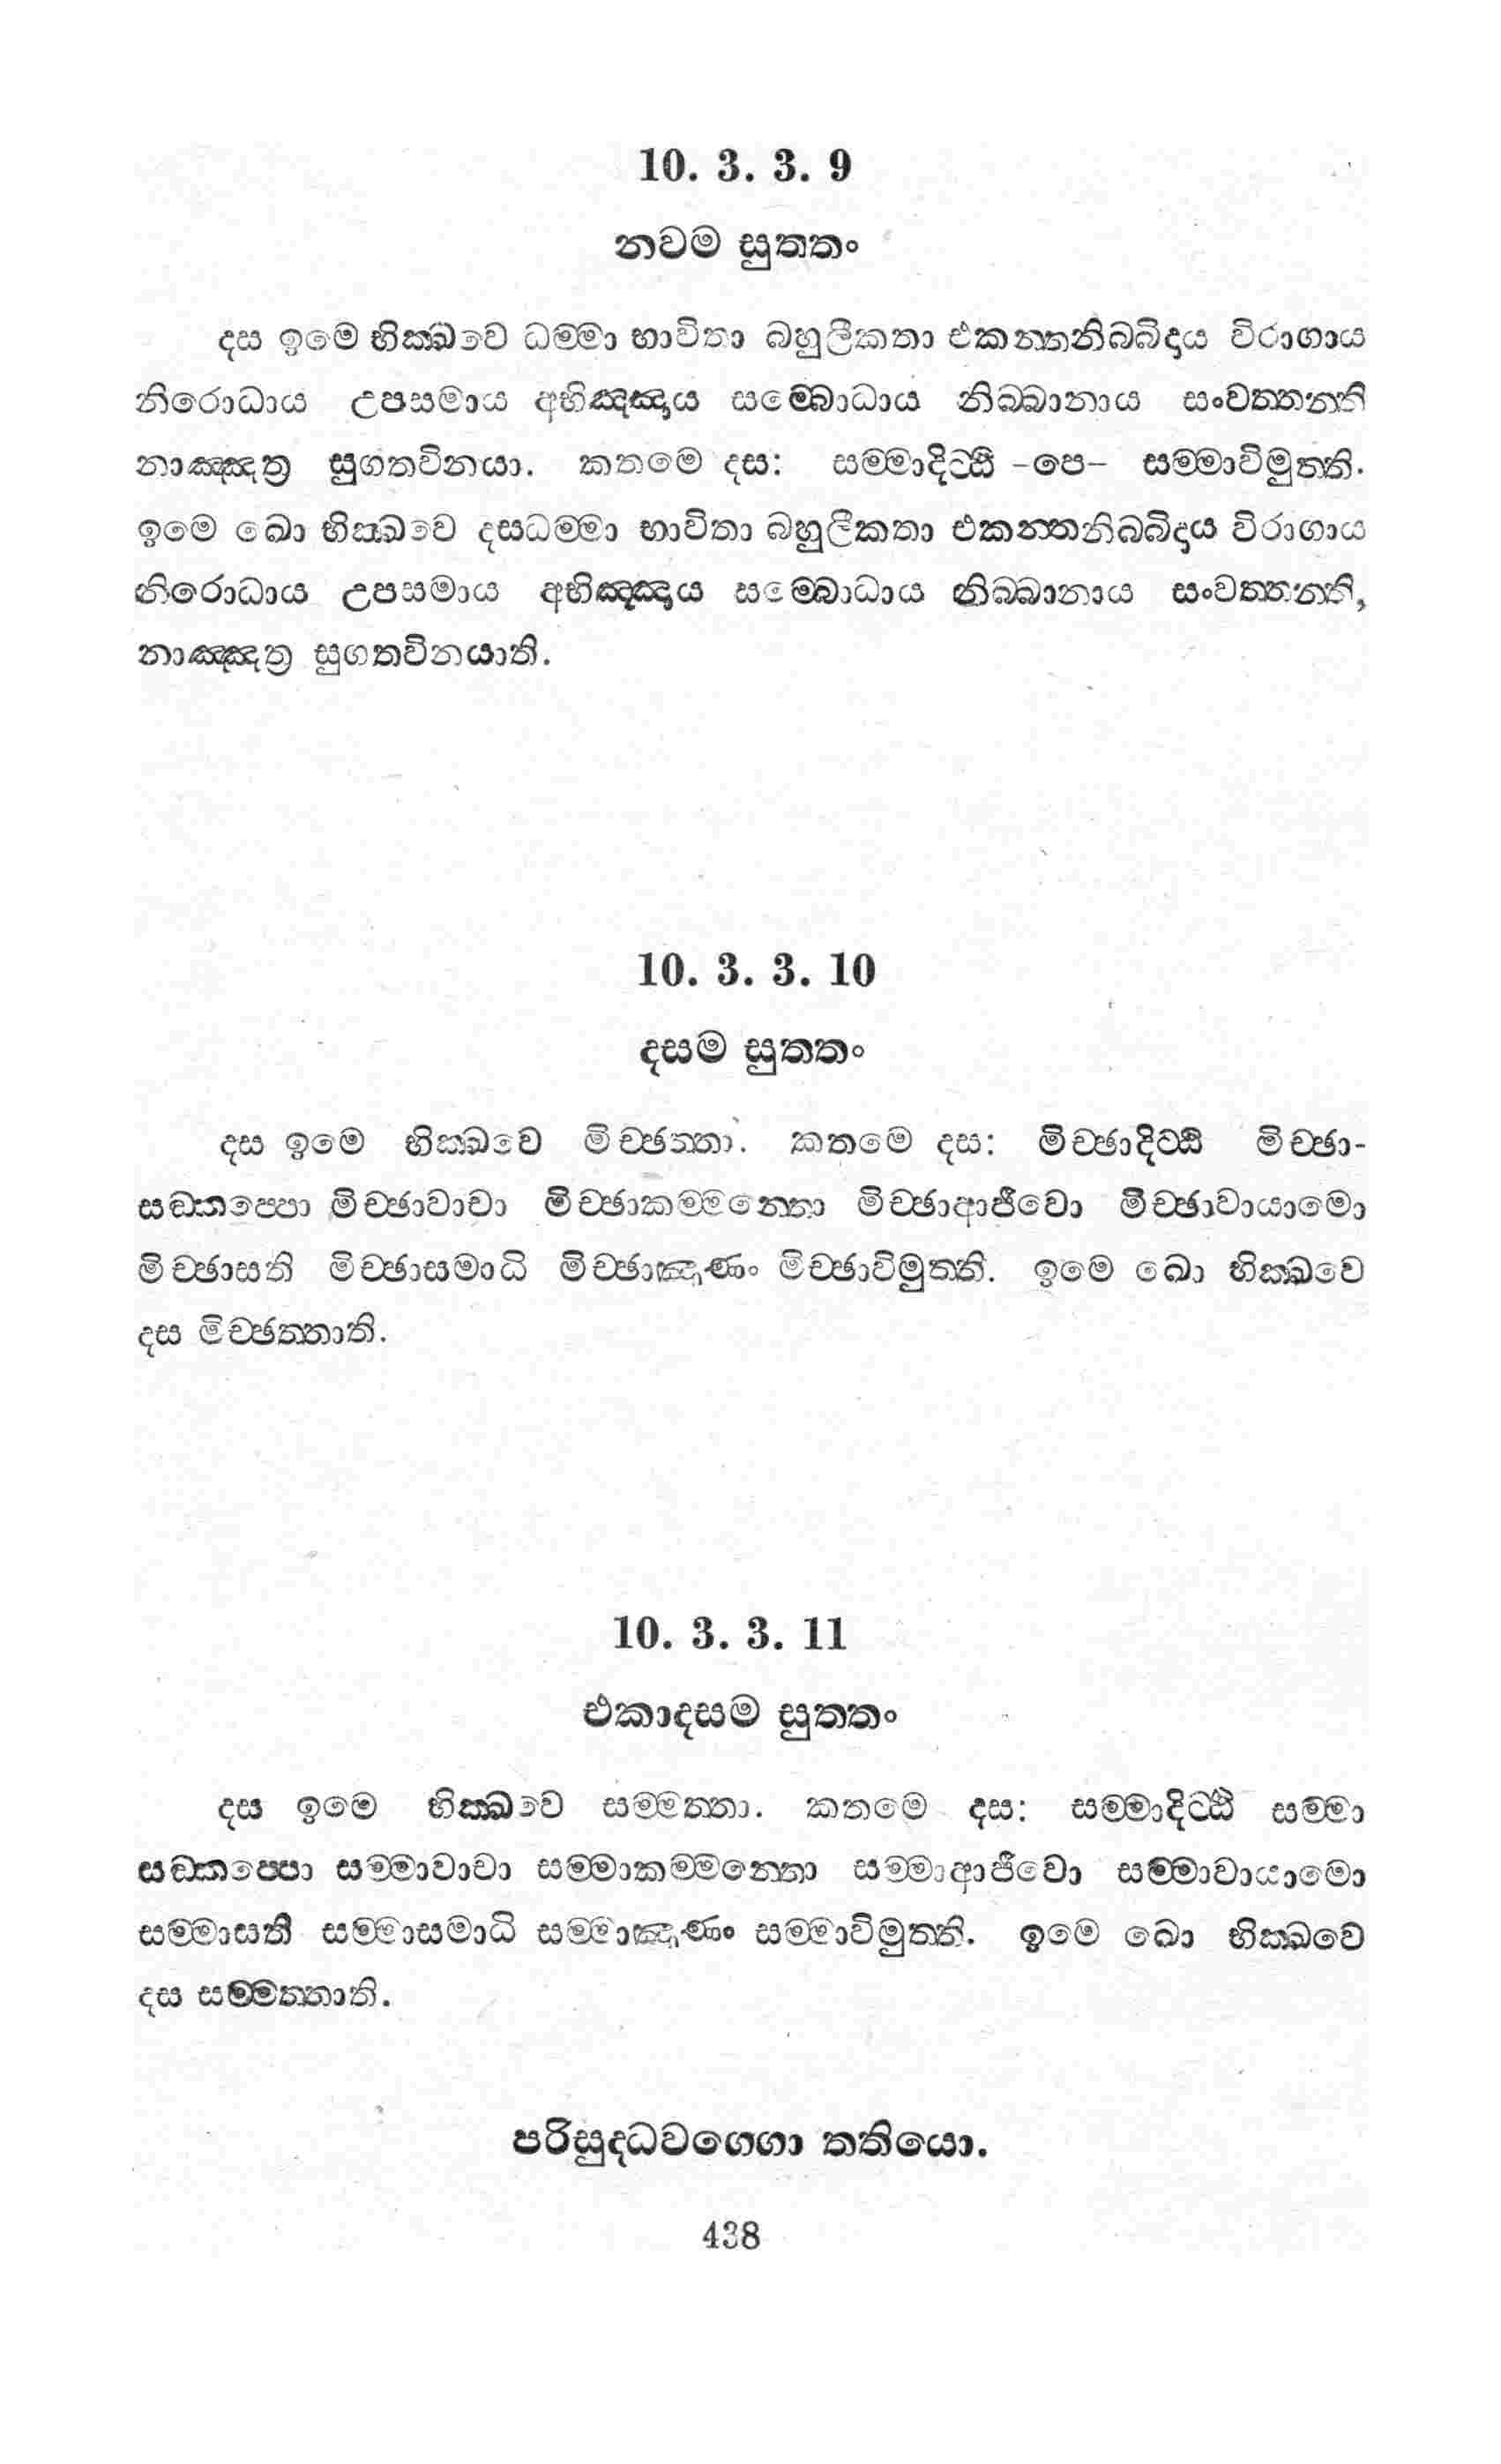 10. 3. 3. 9
නවම සුත්තං
දස ඉමෙ භික්ඛවෙ ධම්මා භාවිතා බහුලීකතා එකන්තනිබ්බිදාය විරාගාය
නිරොධාය උපසමාය අභිඤ්ඤාය සම්බොධාය නිබ්බානාය සංවත්තන්ති
නාඤ්ඤත්‍ර සුගතවිනයා. කතමෙ දස: සම්මාදිට්ඨි -පෙ- සම්මාවිමුත්ති.
ඉමෙ ඛො භික්ඛවෙ දසධම්මා භාවිතා බහුලීකතා එකන්තනිබ්බිදාය විරාගාය
නිරොධාය උපසමාය අභිඤ්ඤාය සම්බොධාය නිබ්බානාය සංවත්තන්ති,
නාඤ්ඤත්‍ර සුගතවිනයාති.
10. 3. 3. 10
දසම සුත්තං
දස ඉමෙ භික්ඛවෙ මිච්ඡත්තා. කතමෙ දස: මිච්ඡාදිට්ඨි මිච්ඡා-
සඞ්කප්පො මිච්ඡාවාචා මිච්ඡාකම්මන්තො මිච්ඡාආජීවො මිච්ඡාවායාමො
මිච්ඡාසති මිච්ඡාසමාධි මිච්ඡාඤාණං මිච්ඡාවිමුත්ති. ඉමෙ ඛො භික්ඛවෙ
දස මිච්ඡත්තාති.
10. 3. 3. 11
එකාදසම සුත්තං
දස ඉමෙ භික්ඛවෙ සම්මත්තා. කතමෙ දස: සම්මාදිට්ඨි සම්මා
සඞ්කප්පො සම්මාවාචා සම්මාකම්මන්තො සම්මාආජීවො සම්මාවායාමො
සම්මාසති සම්මාසමාධි සම්මාඤාණං සම්මාවිමුත්ති. ඉමෙ ඛො භික්ඛවෙ
දස සම්මත්තාති.
පරිසුද්ධවග්ගො තතියො.
438